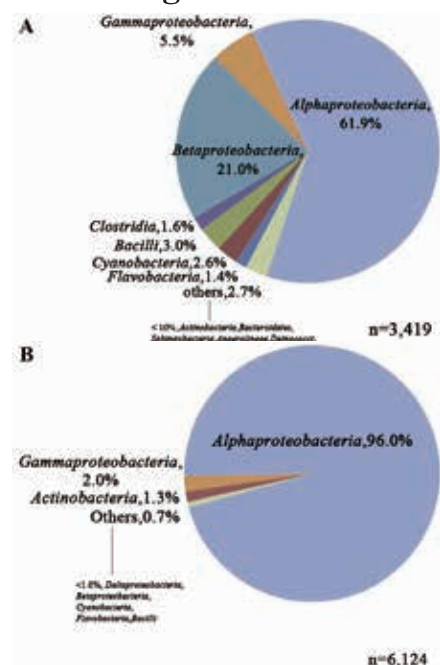 A
Gammaproteobacteria,
5.5%
Alphaproteobacteria,
61.9%
Betaproteobacteria,
21.0%
Clostridia,1.6%
Bacilli,3.0%
Cyanobacteria,2.6%
Flavobacteria,1.4%
others,2.7%
Actinobacteria,Bacteroidetes,
n=3,419
B
Alphaproteobacteria,96.0%
Gammaproteobacteria,
2.0%
Actinobacteria,1.3%
Others,0.7%
<1.0%, Deltaproteobacteria,
Betaproteobacteria,
Cyanobacteria,
Flavobacteria,Bacilli
n=6,124